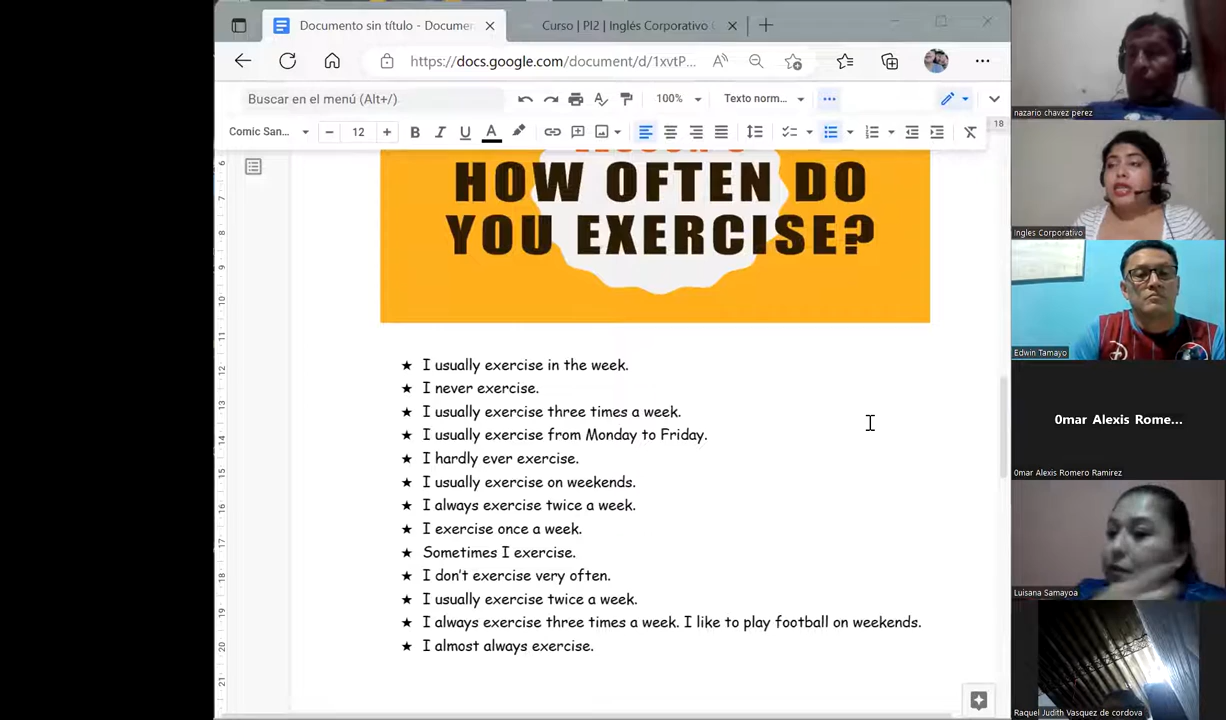 Documento sin título - Documen
Curso | PI2 | Inglés Corporativo
https://docs.google.com/document/d/1xvtP...
Buscar en el menú (Alt+/)
100%
Texto norm...
Comic San...
12
B I U A
18
HOW OFTEN DO
YOU EXERCISE?
★ I usually exercise in the week.
★ I never exercise.
★ I usually exercise three times a week.
★ I usually exercise from Monday to Friday.
★ I hardly ever exercise.
★ I usually exercise on weekends.
★ I always exercise twice a week.
★ I exercise once a week.
★ Sometimes I exercise.
★ I don't exercise very often.
★ I usually exercise twice a week.
★ I always exercise three times a week. I like to play football on weekends.
★ I almost always exercise.
nazario chavez perez
Ingles Corporativo
Edwin Tamayo
0mar Alexis Rome...
0mar Alexis Romero Ramirez
Luisana Samayoa
Raquel Judith Vasquez de cordova